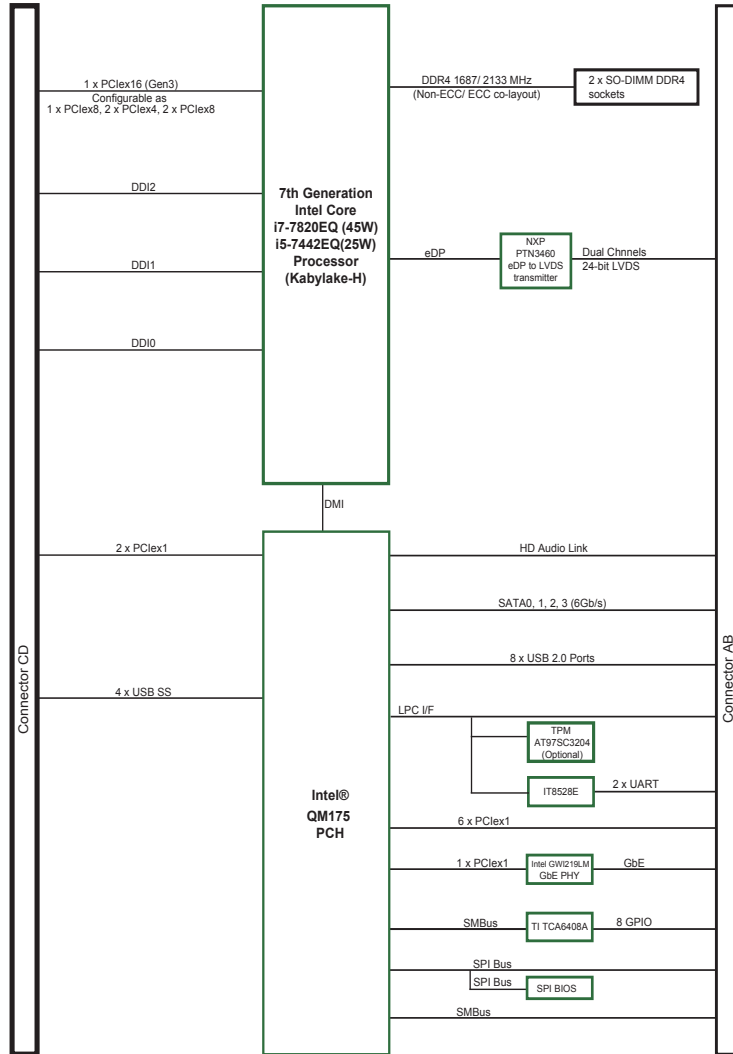 1 x PCIex16 (Gen3)
Configurable as
1 x PCIex8, 2 x PCIex4, 2 x PCIex8
DDI2
DDI1
DDI0
7th Generation
Intel Core
i7-7820EQ (45W)
i5-7442EQ(25W)
Processor
(Kabylake-H)
DDR4 1687/ 2133 MHz
(Non-ECC/ ECC co-layout)
2 x SO-DIMM DDR4
sockets
eDP
NXP
PTN3460
eDP to LVDS
transmitter
Dual Chnnels
24-bit LVDS
DMI
Connector CD
2 x PCIex1
4 x USB SS
Intel®
QM175
PCH
HD Audio Link
SATA0, 1, 2, 3 (6Gb/s)
8 x USB 2.0 Ports
LPC I/F
TPM
AT97SC3204
(Optional)
IT8528E
2 x UART
6 x PCIex1
1 x PCIex1
Intel GWI219LM
GbE PHY
GbE
SMBus
TI TCA6408A
8 GPIO
SPI Bus
SPI Bus
SPI BIOS
SMBus
Connector AB